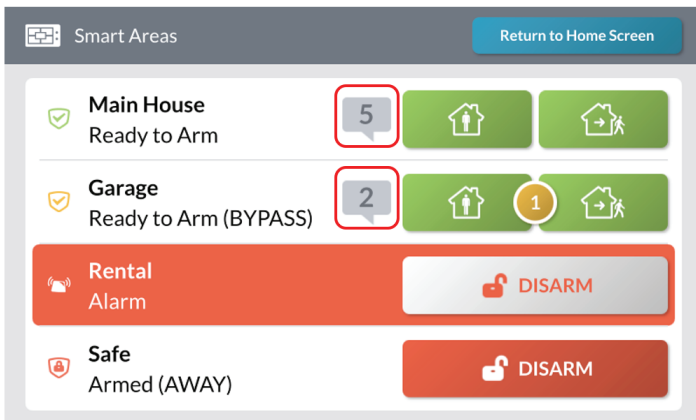 Smart Areas
Return to Home Screen
Main House
Ready to Arm
5
Garage
Ready to Arm (BYPASS)
2
1
Rental
Alarm
DISARM
Safe
Armed (AWAY)
DISARM